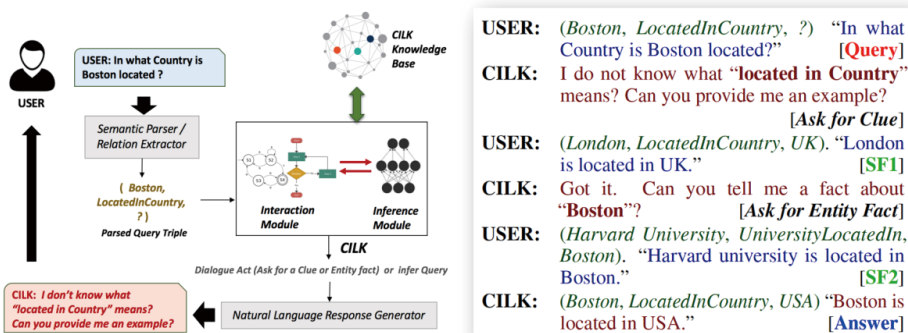 CILK
Knowledge
Base
USER: In what Country is
Boston located ?
USER
Semantic Parser /
Relation Extractor
( Boston,
LocatedInCountry,
? )
Parsed Query Triple
Interaction
Module
Inference
Module
CILK
Dialogue Act (Ask for a Clue or Entity fact) or infer Query
CILK: I don't know what
"located in Country" means?
Can you provide me an example?
Natural Language Response Generator
USER: (Boston, LocatedInCountry, ?) “In what
Country is Boston located?” [Query]
CILK: I do not know what “located in Country”
means? Can you provide me an example?
[Ask for Clue]
USER: (London, LocatedInCountry, UK). “London
is located in UK.” [SF1]
CILK: Got it. Can you tell me a fact about
“Boston”? [Ask for Entity Fact]
USER: (Harvard University, UniversityLocatedIn,
Boston). “Harvard university is located in
Boston.” [SF2]
CILK: (Boston, LocatedInCountry, USA) “Boston is
located in USA.” [Answer]